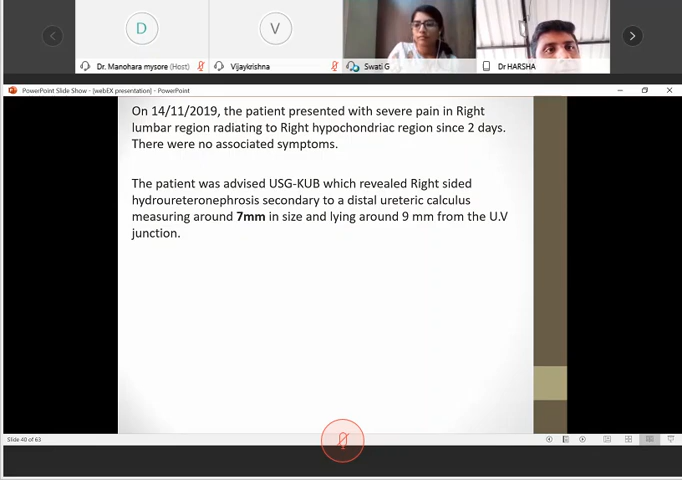 D
V
Dr. Manohara mysore (Host)
Vijaykrishna
Swati G
Dr HARSHA
PowerPoint Slide Show - [webEX presentation] - PowerPoint
On 14/11/2019, the patient presented with severe pain in Right
lumbar region radiating to Right hypochondriac region since 2 days.
There were no associated symptoms.
The patient was advised USG-KUB which revealed Right sided
hydroureteronephrosis secondary to a distal ureteric calculus
measuring around 7mm in size and lying around 9 mm from the U.V
junction.
Slide 40 of 63